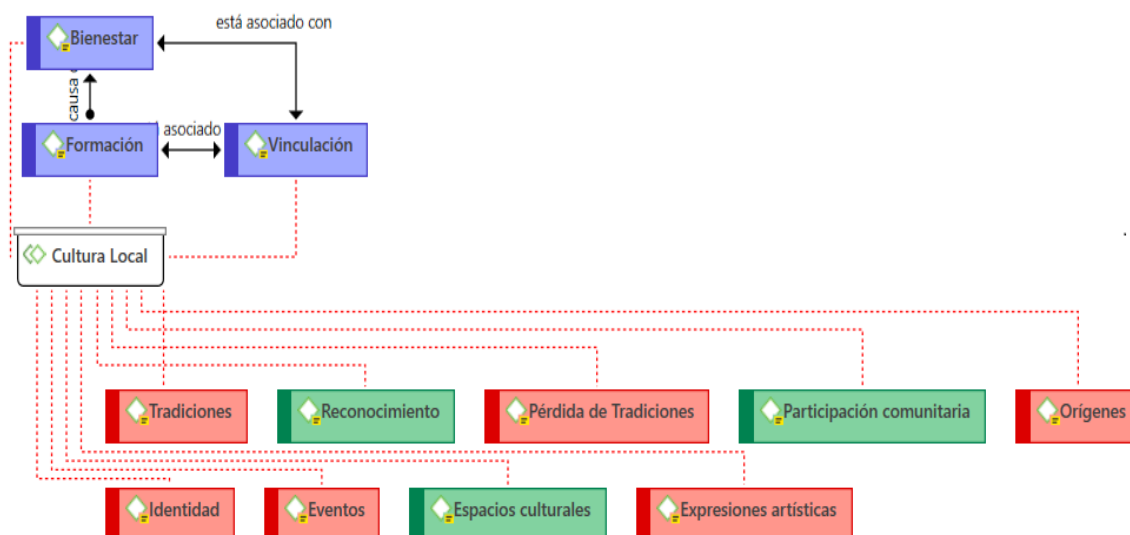 está asociado con
Bienestar
causa
asociado
Formación
Vinculación
Cultura Local
Tradiciones
Reconocimiento
Pérdida de Tradiciones
Participación comunitaria
Orígenes
Identidad
Eventos
Espacios culturales
Expresiones artísticas